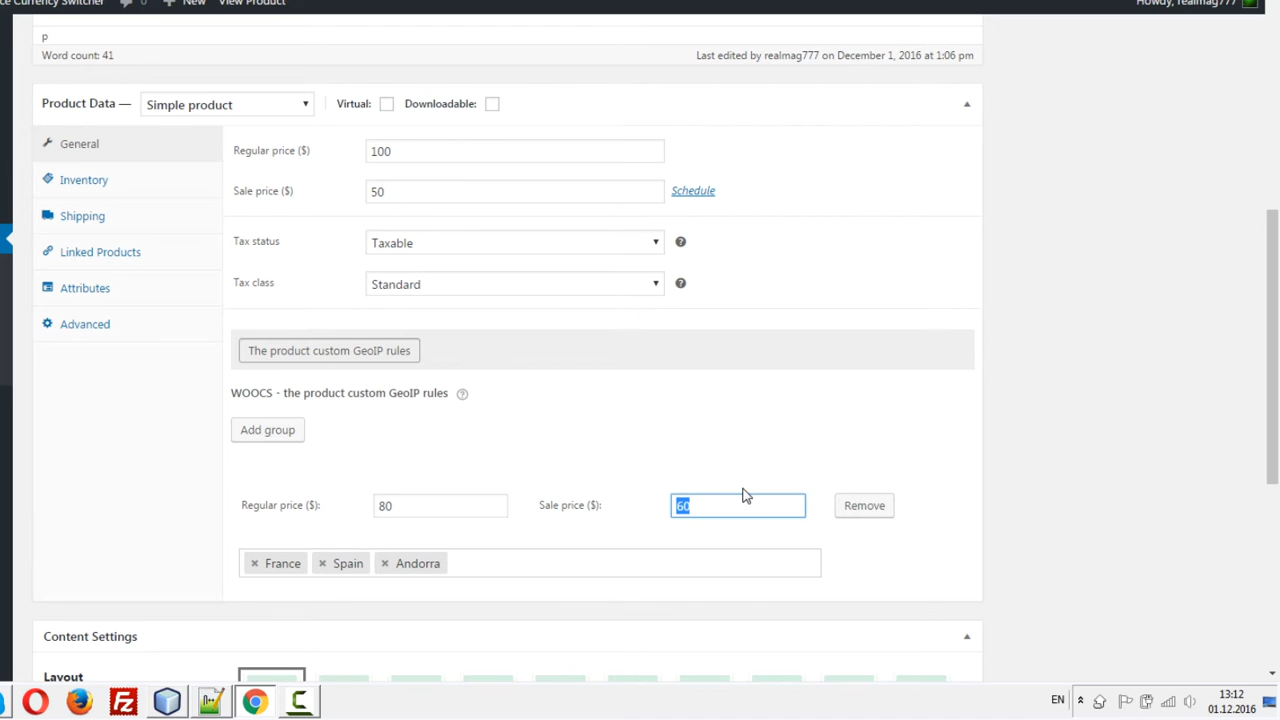 ce Currency Switcher 0 New View Product Howdy, realmag777
p
Word count: 41 Last edited by realmag777 on December 1, 2016 at 1:06 pm
Product Data — Simple product Virtual: Downloadable:
General
Regular price ($) 100
Inventory
Sale price ($) 50 Schedule
Shipping
Tax status Taxable
Linked Products
Tax class Standard
Attributes
Advanced
The product custom GeoIP rules
WOOCS - the product custom GeoIP rules
Add group
Regular price ($): 80 Sale price ($): 60 Remove
× France × Spain × Andorra
Content Settings
Layout
EN 13:12
01.12.2016